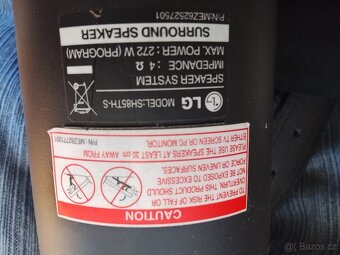 LG
MODEL:SH85TH-S
SPEAKER SYSTEM
IMPEDANCE : 4 Ω
MAX. POWER : 272 W (PROGRAM)
SURROUND SPEAKER
P/N:MEZ62527501
CAUTION
TO PREVENT THE RISK OF FALL OR
OVERTURN, THIS PRODUCT SHOULD
NOT BE EXPOSED TO EXCESSIVE
FORCE OR UNEVEN SURFACES.
PLEASE USE THE SPEAKERS AT LEAST 30 cm AWAY FROM
EITHER TV SCREEN OR PC MONITOR.
Bazoš.cz